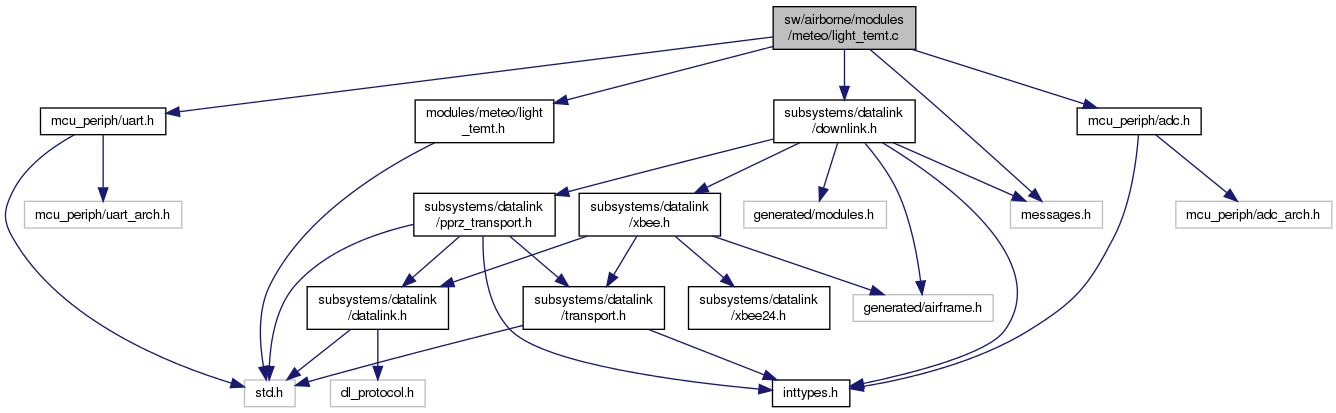 sw/airborne/modules
/meteo/light_temt.c
mcu_periph/uart.h
modules/meteo/light
_temt.h
subsystems/datalink
/downlink.h
mcu_periph/adc.h
mcu_periph/uart_arch.h
subsystems/datalink
/pprz_transport.h
subsystems/datalink
/xbee.h
generated/modules.h
messages.h
mcu_periph/adc_arch.h
subsystems/datalink
/datalink.h
subsystems/datalink
/transport.h
subsystems/datalink
/xbee24.h
generated/airframe.h
std.h
dl_protocol.h
inttypes.h